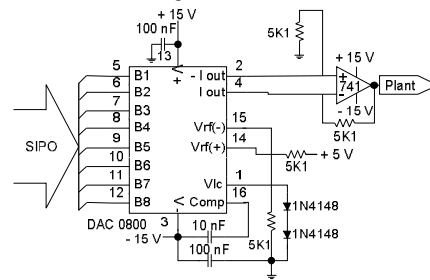 + 15 V
100 nF
13
V
+
5K1
5 B1 - I out 2
6 B2 I out 4
7 B3
8 B4 Vrf(-) 15
9 B5 Vrf(+) 14
10 B6
11 B7 Vlc 1
12 B8 V - Comp 16
SIPO
+ 15 V
+
-
741
- 15 V
Plant
5K1
5K1
+ 5 V
1N4148
1N4148
DAC 0800
3
- 15 V
10 nF
100 nF
5K1